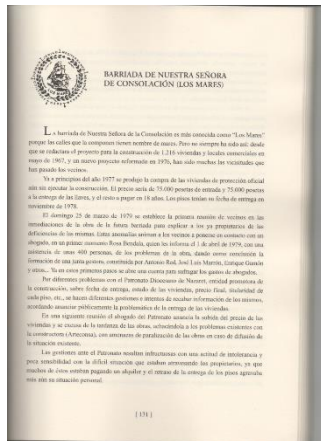 BARRIADA DE NUESTRA SEÑORA
DE CONSOLACIÓN (LOS MARES)
La barriada de Nuestra Señora de la Consolación es más conocida como "Los Mares"
porque las calles que la componen tienen nombre de mares. Pero no siempre ha sido así: desde
que se redactara el proyecto para la construcción de 1.216 viviendas y locales comerciales en
mayo de 1967, y un nuevo proyecto reformado en 1976, han sido muchas las vicisitudes que
han pasado los vecinos.
Ya a principios del año 1977 se produjo la compra de las viviendas de protección oficial
aún sin ejecutar la construcción. El precio sería de 75.000 pesetas de entrada y 75.000 pesetas
a la entrega de las llaves, y el resto a pagar en 18 años. Los pisos tenían su fecha de entrega en
noviembre de 1978.
El domingo 25 de marzo de 1979 se establece la primera reunión de vecinos en las
inmediaciones de la obra de la futura barriada para explicar a los ya propietarios de las
deficiencias de las mismas. Estas anomalías animan a los vecinos a ponerse en contacto con un
abogado, en un primer encuentro Rosa Bendala, quien les informa el 1 de abril de 1979, con una
asistencia de unas 400 personas, de los problemas de la obra, dando como conclusión la
formación de una junta gestora, constituida por Antonio Rial, José Luis Martín, Enrique Garzón
y otros... Ya en estos primeros pasos se abre una cuenta para sufragar los gastos de abogados.
Por diferentes problemas con el Patronato Diocesano de Nazaret, entidad promotora de
la construcción, sobre fecha de entrega, estado de las viviendas, precio final, titularidad de
cada piso, etc., se hacen diferentes gestiones e intentos de recabar información de los mismos,
acordando anunciar públicamente la problemática de la entrega de las viviendas.
En una siguiente reunión el abogado del Patronato anuncia la subida del precio de las
viviendas y se excusa de la tardanza de las obras, achacándola a los problemas existentes con
la constructora, con amenazas de paralización de las obras en caso de difusión de
la situación existente.
Las gestiones ante el Patronato resultan infructuosas con una actitud de intolerancia y
poca sensibilidad con la difícil situación que estaban atravesando los propietarios, ya que
muchos de éstos estaban pagando un alquiler y el retraso de la entrega de los pisos agravaba
más aún su situación personal.
[ 151 ]